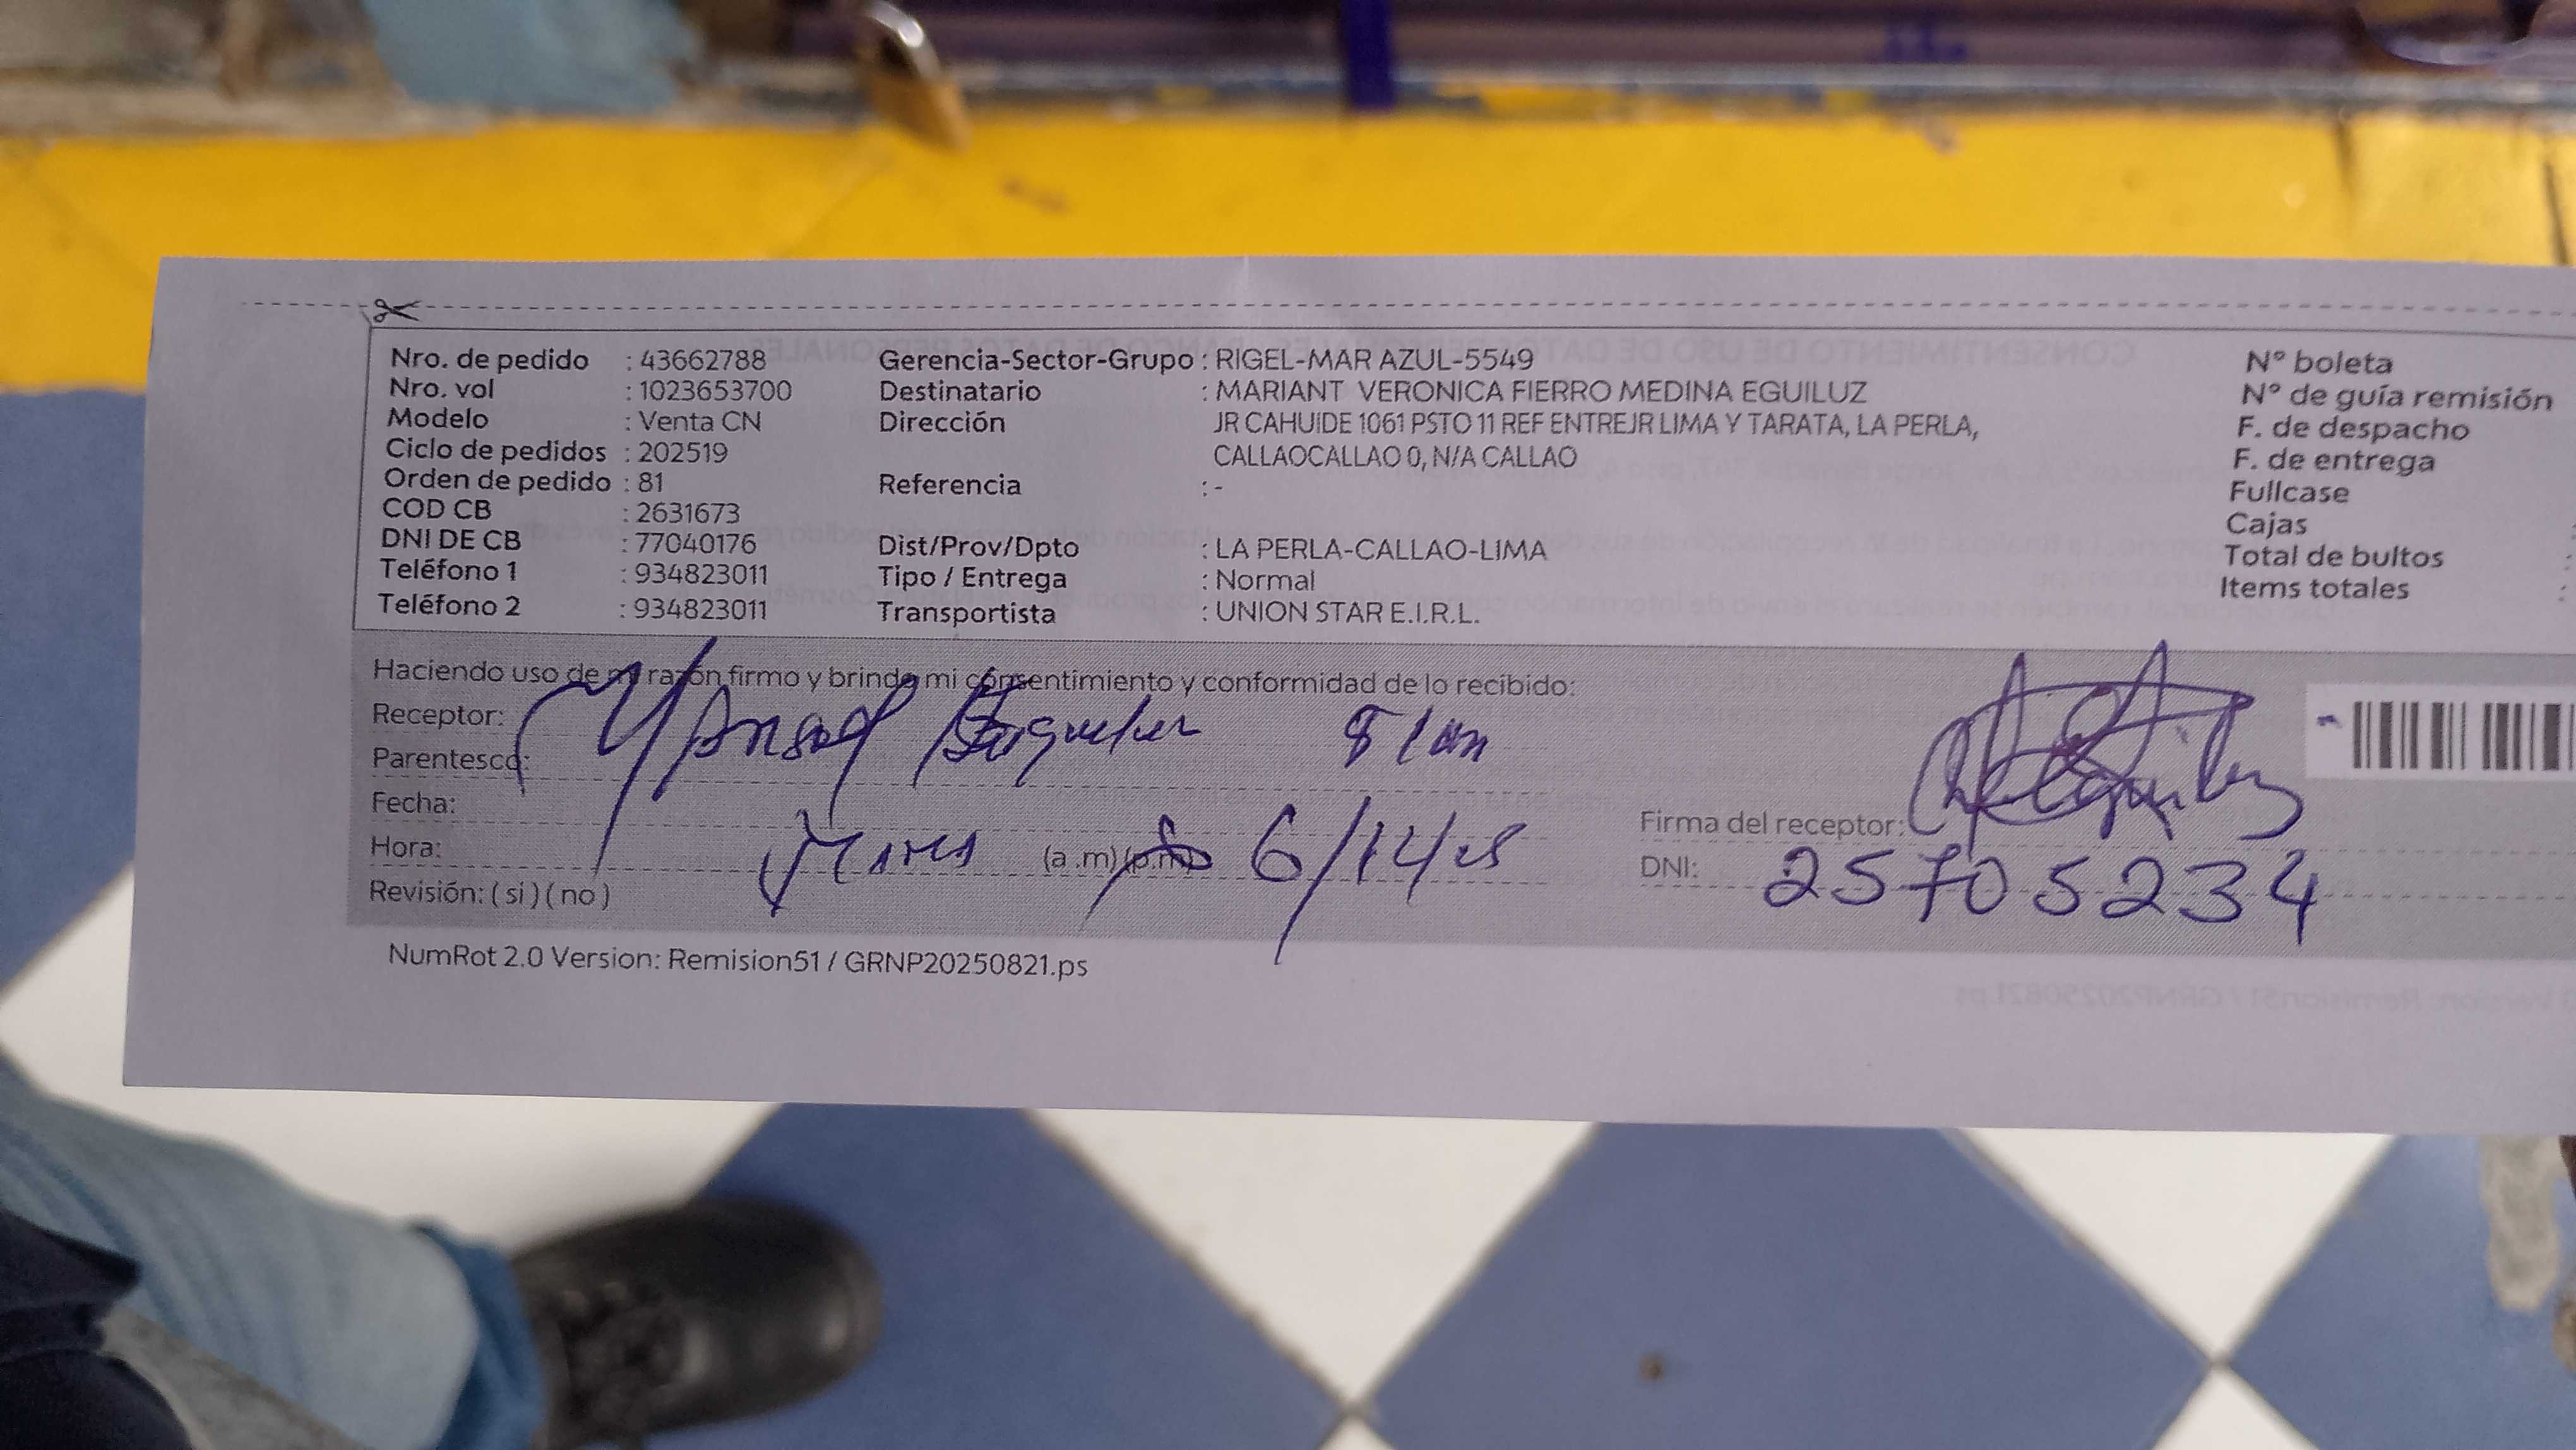 Nro. de pedido : 43662788
Nro. vol : 1023653700
Modelo : Venta CN
Ciclo de pedidos : 202519
Orden de pedido : 81
COD CB : 2631673
DNI DE CB : 77040176
Teléfono 1 : 934823011
Teléfono 2 : 934823011
Gerencia-Sector-Grupo : RIGEL-MAR AZUL-5549
Destinatario : MARIANT VERONICA FIERRO MEDINA EGUILUZ
Dirección JR CAHUIDE 1061 PSTO 11 REF ENTREJR LIMA Y TARATA, LA PERLA,
CALLAOCALLAO 0, N/A CALLAO
Referencia : -
Dist/Prov/Dpto : LA PERLA-CALLAO-LIMA
Tipo / Entrega : Normal
Transportista : UNION STAR E.I.R.L.
Nº boleta
Nº de guía remisión
F. de despacho
F. de entrega
Fullcase
Cajas :
Total de bultos :
Items totales :
Haciendo uso de mi razón firmo y brindo mi consentimiento y conformidad de lo recibido:
Receptor:
Parentesco:
Fecha:
Hora: (a .m) (p.m)
Revisión: ( si ) ( no )
Firma del receptor:
DNI: 25705234
NumRot 2.0 Version: Remision51 / GRNP20250821.ps